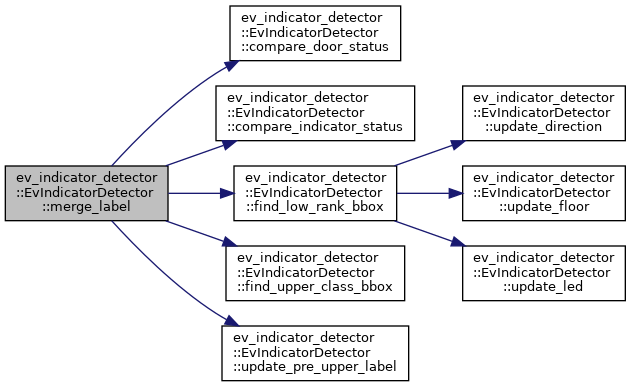 ev_indicator_detector
::EvIndicatorDetector
::merge_label
ev_indicator_detector
::EvIndicatorDetector
::compare_door_status
ev_indicator_detector
::EvIndicatorDetector
::compare_indicator_status
ev_indicator_detector
::EvIndicatorDetector
::find_low_rank_bbox
ev_indicator_detector
::EvIndicatorDetector
::find_upper_class_bbox
ev_indicator_detector
::EvIndicatorDetector
::update_pre_upper_label
ev_indicator_detector
::EvIndicatorDetector
::update_direction
ev_indicator_detector
::EvIndicatorDetector
::update_floor
ev_indicator_detector
::EvIndicatorDetector
::update_led